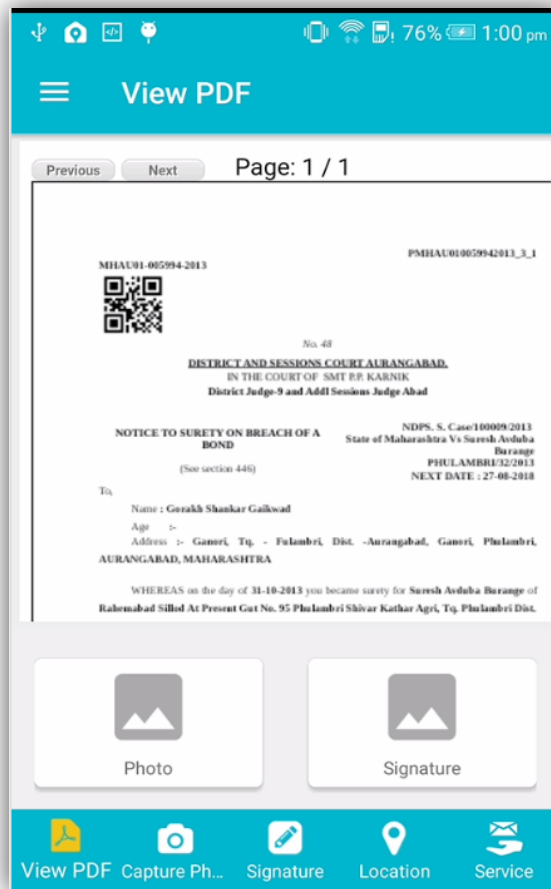 76% 1:00 pm
View PDF
Previous Next Page: 1 / 1
PMHAU010059942013_3_1
MHAU01-005994-2013
No. 48
DISTRICT AND SESSIONS COURT AURANGABAD.
IN THE COURT OF SMT P.P. KARNIK
District Judge-9 and Addl Sessions Judge Abad
NOTICE TO SURETY ON BREACH OF A
BOND
(See section 446)
NDPS. S. Case/100009/2013
State of Maharashtra Vs Suresh Avduba
Burange
PHULAMBRI/32/2013
NEXT DATE : 27-08-2018
To,
Name : Gorakh Shankar Gaikwad
Age :-
Address :- Ganori, Tq. - Fulambri, Dist. -Aurangabad, Ganori, Phulambri,
AURANGABAD, MAHARASHTRA
WHEREAS on the day of 31-10-2013 you became surety for Suresh Avduba Burange of
Rahemabad Sillod At Present Gut No. 95 Phulambri Shivar Kathar Agri, Tq. Phulambri Dist.
Photo Signature
View PDF Capture Ph... Signature Location Service